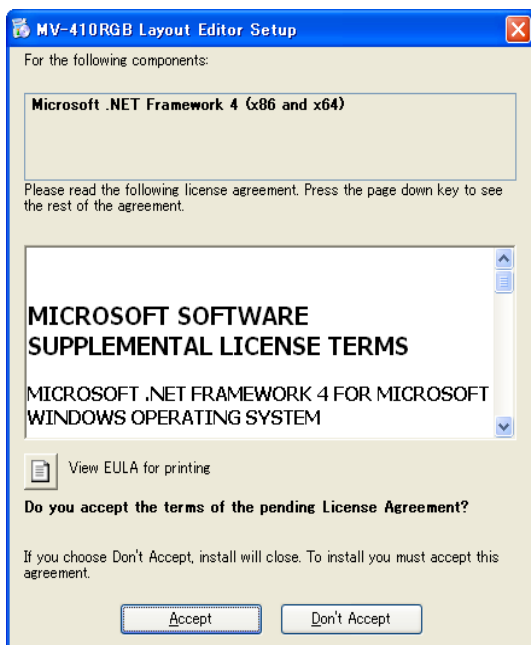 MV-410RGB Layout Editor Setup
For the following components:
Microsoft .NET Framework 4 (x86 and x64)
Please read the following license agreement. Press the page down key to see
the rest of the agreement.
MICROSOFT SOFTWARE
SUPPLEMENTAL LICENSE TERMS
MICROSOFT .NET FRAMEWORK 4 FOR MICROSOFT
WINDOWS OPERATING SYSTEM
View EULA for printing
Do you accept the terms of the pending License Agreement?
If you choose Don't Accept, install will close. To install you must accept this
agreement.
Accept
Don't Accept